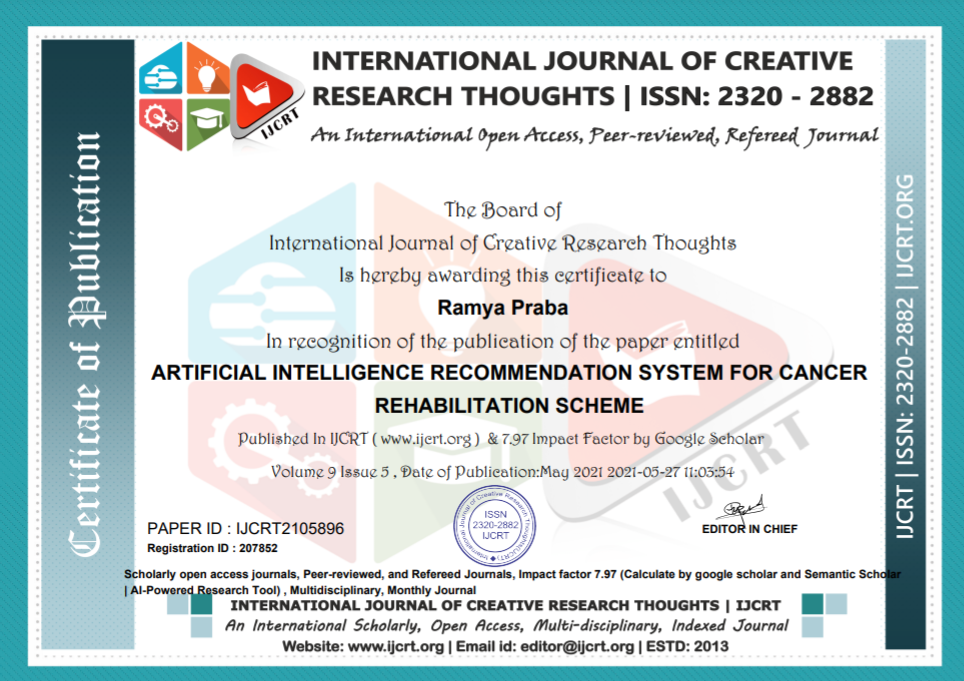 INTERNATIONAL JOURNAL OF CREATIVE
RESEARCH THOUGHTS | ISSN: 2320 - 2882
An International Open Access, Peer-reviewed, Refereed Journal
IJCRT
Certificate of Publication
The Board of
International Journal of Creative Research Thoughts
Is hereby awarding this certificate to
Ramya Praba
In recognition of the publication of the paper entitled
ARTIFICIAL INTELLIGENCE RECOMMENDATION SYSTEM FOR CANCER
REHABILITATION SCHEME
Published In IJCRT ( www.ijcrt.org ) & 7.97 Impact Factor by Google Scholar
Volume 9 Issue 5 , Date of Publication:May 2021 2021-05-27 11:03:54
IJCRT
PAPER ID : IJCRT2105896
Registration ID : 207852
International Journal of Creative Research Thoughts (IJCRT)
ISSN
2320-2882
IJCRT
EDITOR IN CHIEF
IJCRT | ISSN: 2320-2882 | IJCRT.ORG
Scholarly open access journals, Peer-reviewed, and Refereed Journals, Impact factor 7.97 (Calculate by google scholar and Semantic Scholar
| AI-Powered Research Tool) , Multidisciplinary, Monthly Journal
INTERNATIONAL JOURNAL OF CREATIVE RESEARCH THOUGHTS | IJCRT
An International Scholarly, Open Access, Multi-disciplinary, Indexed Journal
Website: www.ijcrt.org | Email id: editor@ijcrt.org | ESTD: 2013